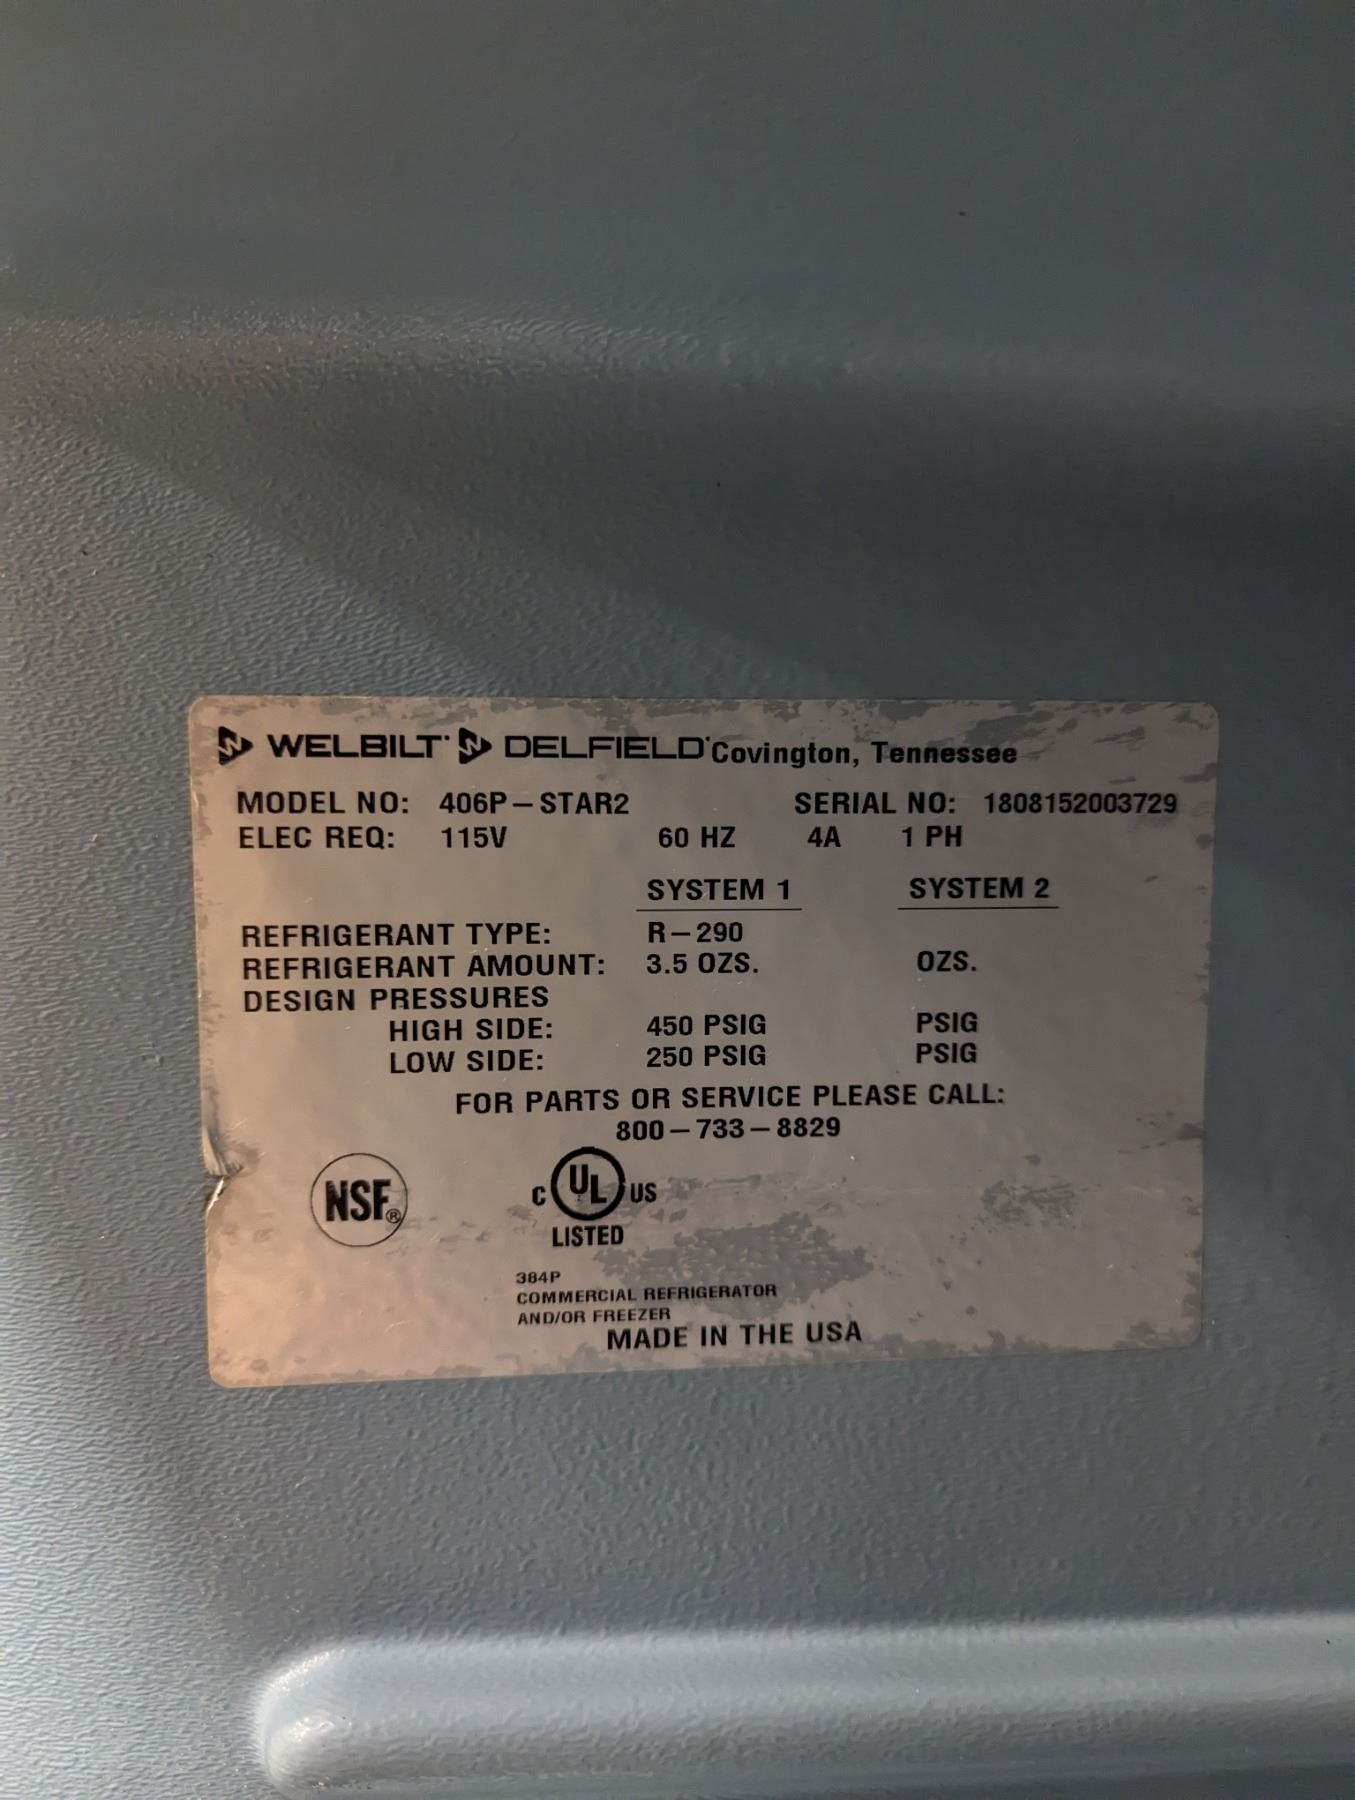 WELBILT DELFIELD Covington, Tennessee
MODEL NO: 406P-STAR2 SERIAL NO: 1808152003729
ELEC REQ: 115V 60 HZ 4A 1 PH
SYSTEM 1 SYSTEM 2
REFRIGERANT TYPE: R-290
REFRIGERANT AMOUNT: 3.5 OZS. OZS.
DESIGN PRESSURES
HIGH SIDE: 450 PSIG PSIG
LOW SIDE: 250 PSIG PSIG
FOR PARTS OR SERVICE PLEASE CALL:
800-733-8829
NSF®
C UL US
LISTED
384P
COMMERCIAL REFRIGERATOR
AND/OR FREEZER
MADE IN THE USA